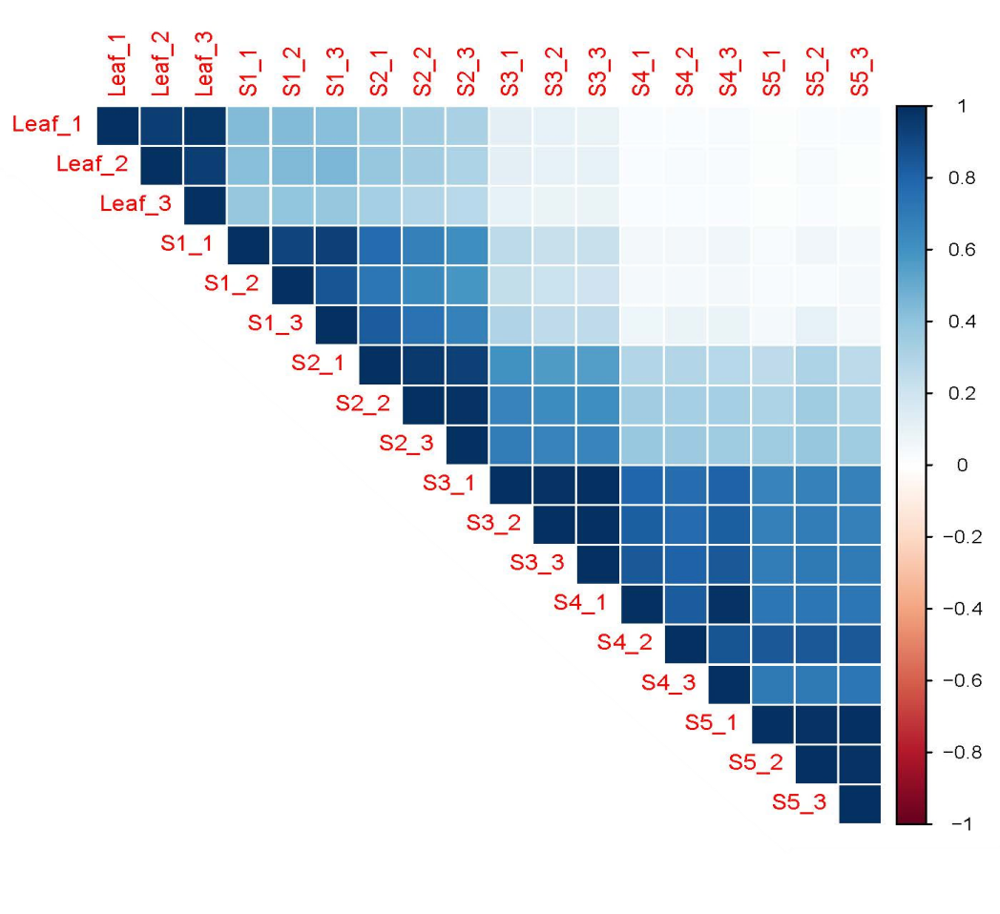 Leaf_1
Leaf_2
Leaf_3
S1_1
S1_2
S1_3
S2_1
S2_2
S2_3
S3_1
S3_2
S3_3
S4_1
S4_2
S4_3
S5_1
S5_2
S5_3
Leaf_1
Leaf_2
Leaf_3
S1_1
S1_2
S1_3
S2_1
S2_2
S2_3
S3_1
S3_2
S3_3
S4_1
S4_2
S4_3
S5_1
S5_2
S5_3
1
0.8
0.6
0.4
0.2
0
−0.2
−0.4
−0.6
−0.8
−1